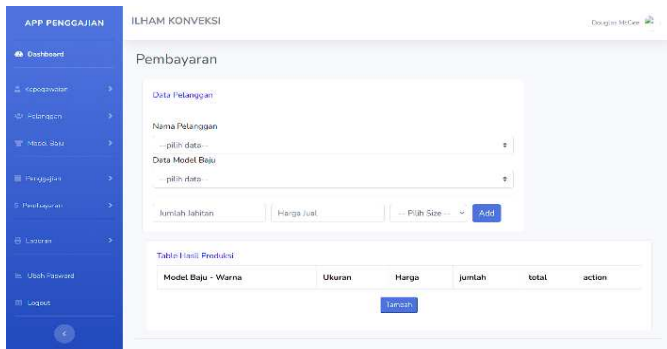 APP PENGGAJIAN
ILHAM KONVEKSI
Douglas McGee
Dashboard
Pembayaran
Kepegawaian
Data Pelanggan
Pelanggan
Nama Pelanggan
Model Baju
--pilih data--
Data Model Baju
Penggajian
--pilih data--
$ Pembayaran
Jumlah Jahitan
Harga Jual
-- Pilih Size --
Add
Laporan
Table Hasil Produksi
Ubah Password
Model Baju - Warna Ukuran Harga jumlah total action
Logout
Tambah